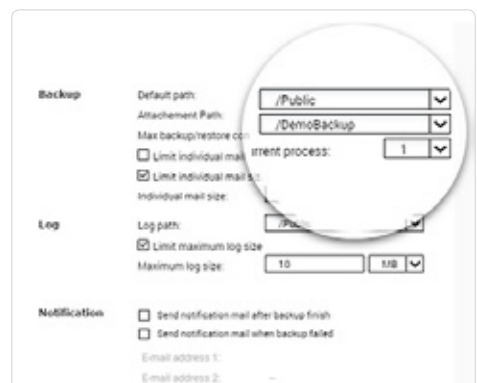 Backup
Default path: /Public
Attachement Path: /DemoBackup
Max backup/restore con rrent process: 1
Limit individual mail
Limit individual mail
Individual mail size:
Log
Log path:
Limit maximum log size
Maximum log size: 10 MB
Notification
Send notification mail after backup finish
Send notification mail when backup failed
E-mail address 1:
E-mail address 2: